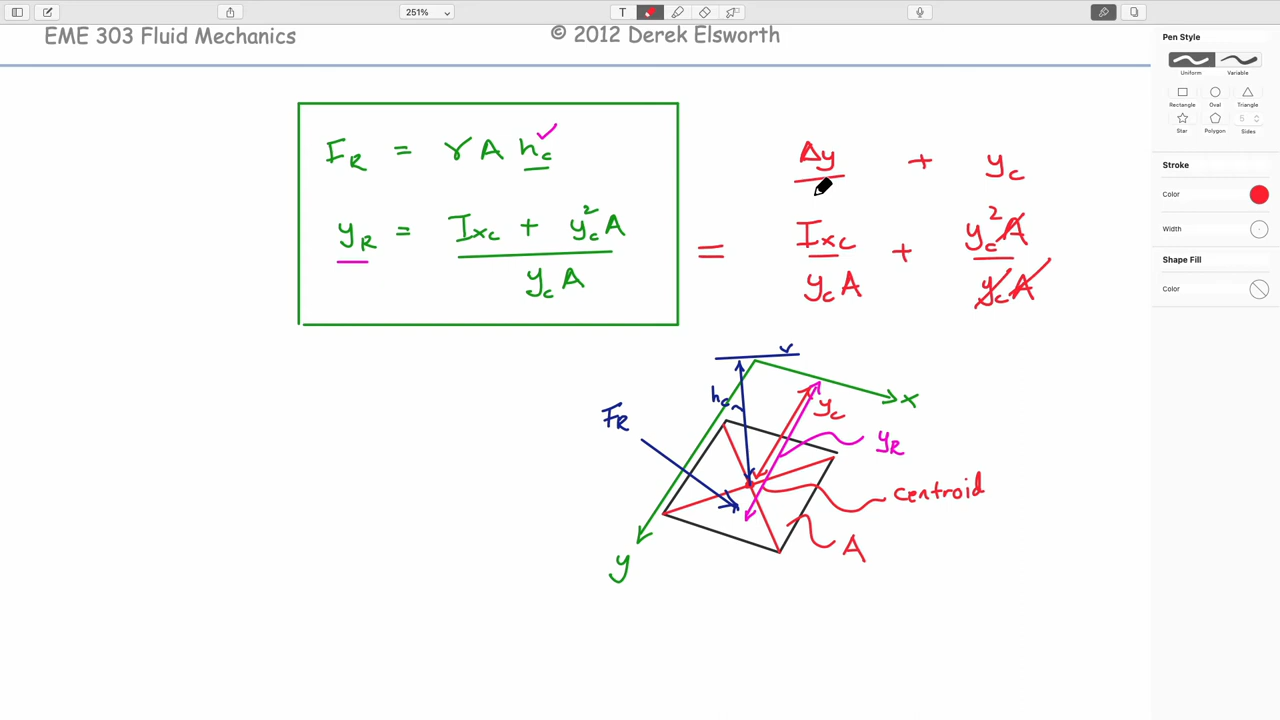 251%
T
Pen Style
EME 303 Fluid Mechanics
© 2012 Derek Elsworth
Uniform
Variable
Rectangle
Oval
Triangle
Star
Polygon
5
Sides
Stroke
Color
Width
Shape Fill
Color
F_R = γ A h_c ✓
Δy + y_c
y_R = (I_xc + y_c² A) / (y_c A) = I_xc / (y_c A) + y_c² A / (y_c A)
h_c
x
F_R
y_c
y_R
centroid
A
y